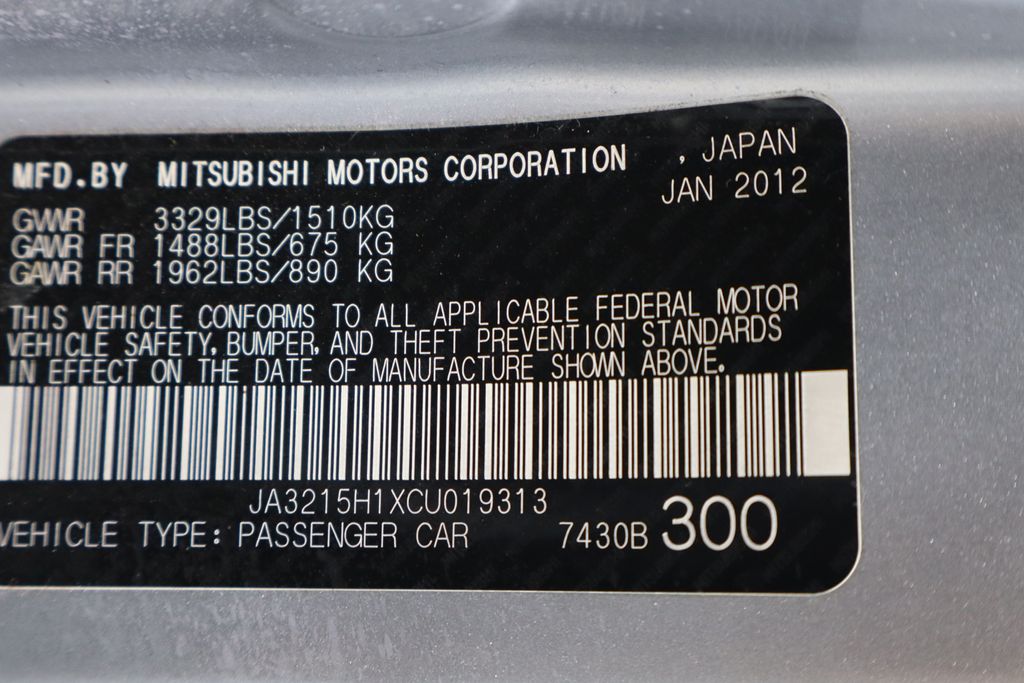 MFD.BY MITSUBISHI MOTORS CORPORATION , JAPAN
JAN 2012
GVWR 3329LBS/1510KG
GAWR FR 1488LBS/675 KG
GAWR RR 1962LBS/890 KG
THIS VEHICLE CONFORMS TO ALL APPLICABLE FEDERAL MOTOR
VEHICLE SAFETY, BUMPER, AND THEFT PREVENTION STANDARDS
IN EFFECT ON THE DATE OF MANUFACTURE SHOWN ABOVE.
JA3215H1XCU019313
VEHICLE TYPE: PASSENGER CAR 7430B 300